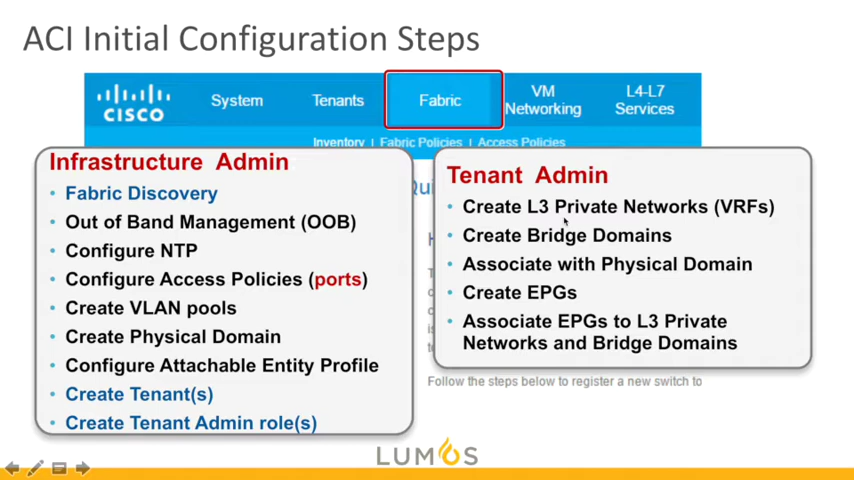 ACI Initial Configuration Steps
CISCO
System
Tenants
Fabric
VM
Networking
L4-L7
Services
Inventory | Fabric Policies | Access Policies
Infrastructure Admin
• Fabric Discovery
• Out of Band Management (OOB)
• Configure NTP
• Configure Access Policies (ports)
• Create VLAN pools
• Create Physical Domain
• Configure Attachable Entity Profile
• Create Tenant(s)
• Create Tenant Admin role(s)
Tenant Admin
• Create L3 Private Networks (VRFs)
• Create Bridge Domains
• Associate with Physical Domain
• Create EPGs
• Associate EPGs to L3 Private
Networks and Bridge Domains
Follow the steps below to register a new switch to
LUMOS